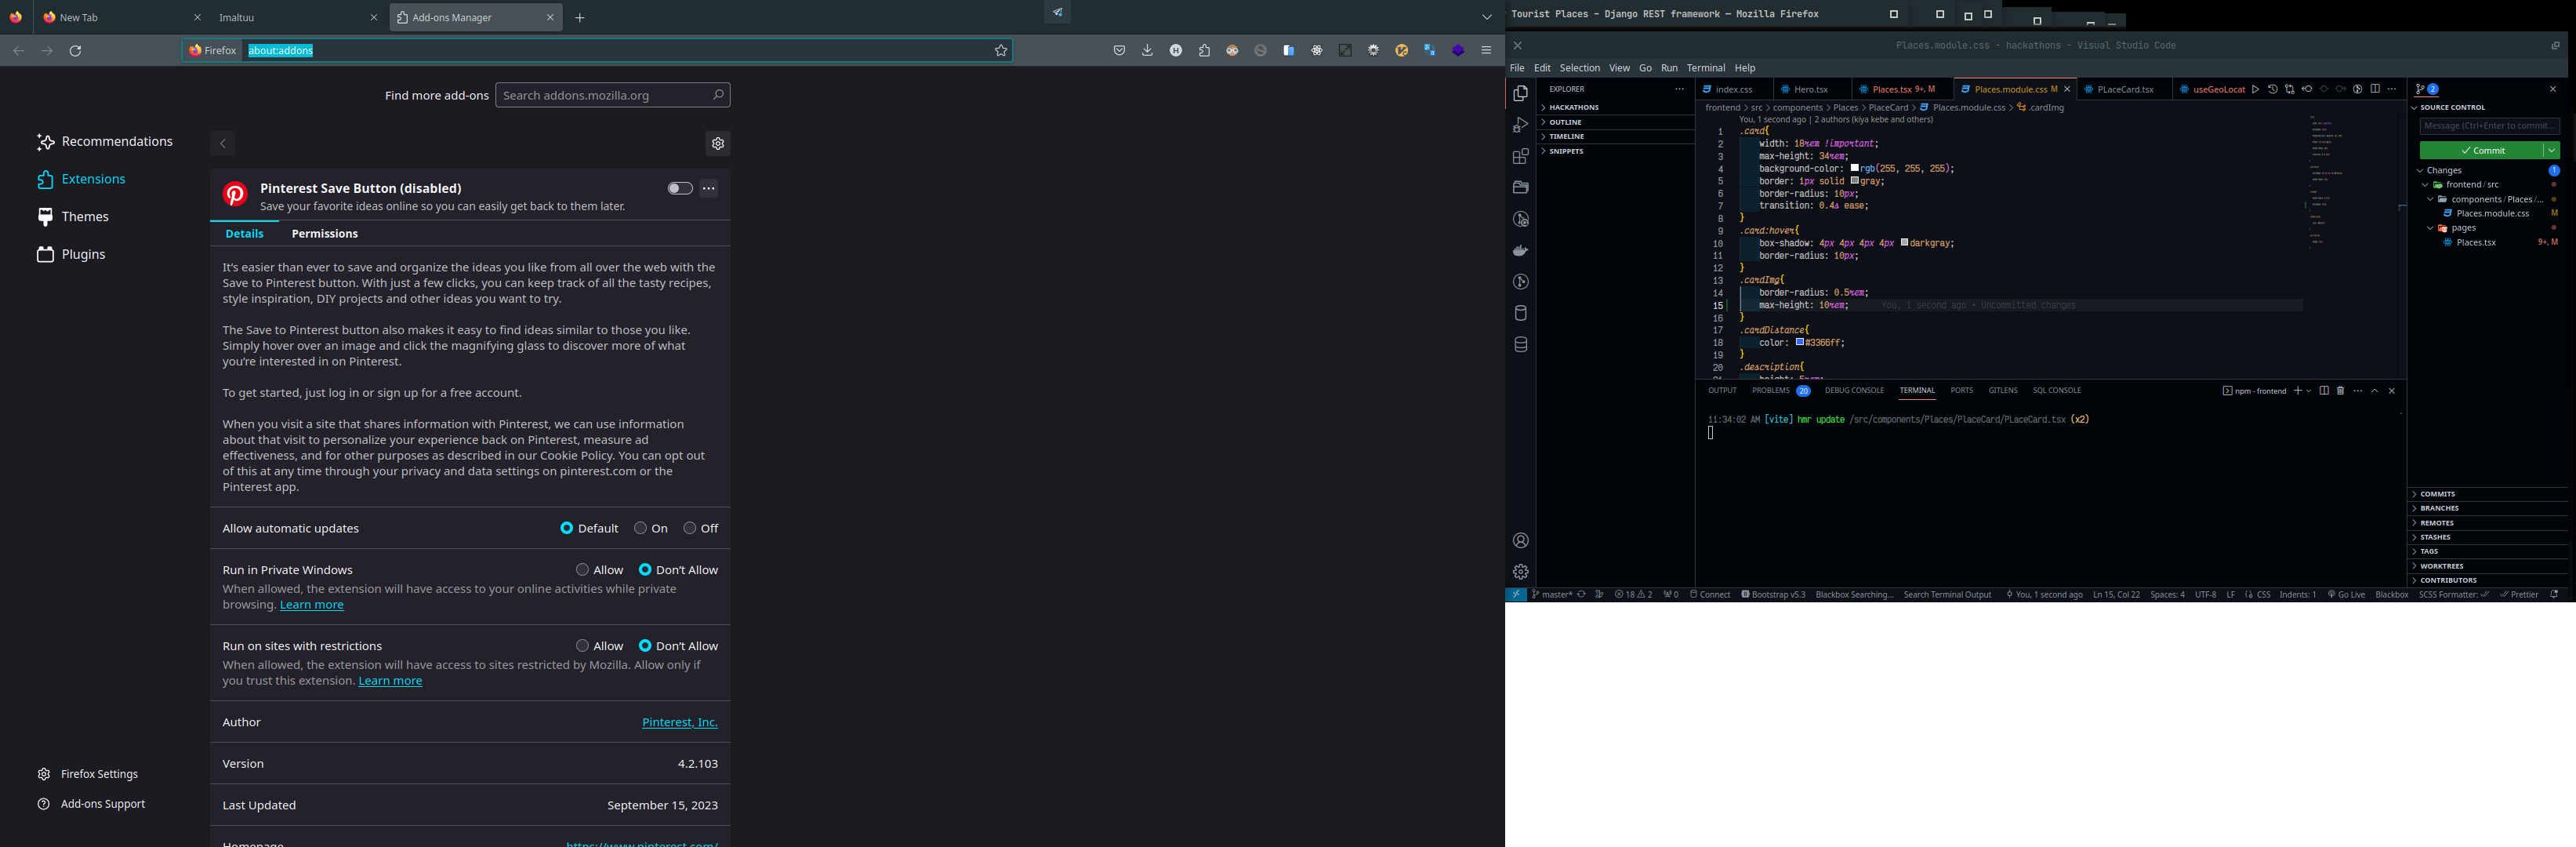 New Tab
Imaltuu
Add-ons Manager
Firefox
about:addons
Find more add-ons
Search addons.mozilla.org
Recommendations
Extensions
Themes
Plugins
Pinterest Save Button (disabled)
Save your favorite ideas online so you can easily get back to them later.
Details
Permissions
It's easier than ever to save and organize the ideas you like from all over the web with the
Save to Pinterest button. With just a few clicks, you can keep track of all the tasty recipes,
style inspiration, DIY projects and other ideas you want to try.
The Save to Pinterest button also makes it easy to find ideas similar to those you like.
Simply hover over an image and click the magnifying glass to discover more of what
you're interested in on Pinterest.
To get started, just log in or sign up for a free account.
When you visit a site that shares information with Pinterest, we can use information
about that visit to personalize your experience back on Pinterest, measure ad
effectiveness, and for other purposes as described in our Cookie Policy. You can opt out
of this at any time through your privacy and data settings on pinterest.com or the
Pinterest app.
Allow automatic updates
Default
On
Off
Run in Private Windows
Allow
Don't Allow
When allowed, the extension will have access to your online activities while private
browsing. Learn more
Run on sites with restrictions
Allow
Don't Allow
When allowed, the extension will have access to sites restricted by Mozilla. Allow only if
you trust this extension. Learn more
Author
Pinterest, Inc.
Version
4.2.103
Last Updated
September 15, 2023
Homepage
https://www.pinterest.com/
Firefox Settings
Add-ons Support
Tourist Places – Django REST framework — Mozilla Firefox
Places.module.css - hackathons - Visual Studio Code
File Edit Selection View Go Run Terminal Help
EXPLORER
HACKATHONS
OUTLINE
TIMELINE
SNIPPETS
index.css
Hero.tsx
Places.tsx 9+, M
Places.module.css M
PLaceCard.tsx
useGeoLocat
frontend > src > components > Places > PlaceCard > Places.module.css > .cardImg
You, 1 second ago | 2 authors (kiya kebe and others)
1 .card{
2 width: 18rem !important;
3 max-height: 34rem;
4 background-color: rgb(255, 255, 255);
5 border: 1px solid gray;
6 border-radius: 10px;
7 transition: 0.4s ease;
8 }
9 .card:hover{
10 box-shadow: 4px 4px 4px 4px darkgray;
11 border-radius: 10px;
12 }
13 .cardImg{
14 border-radius: 0.5rem;
15 max-height: 10rem; You, 1 second ago • Uncommitted changes
16 }
17 .cardDistance{
18 color: #3366ff;
19 }
20 .description{
OUTPUT
PROBLEMS 20
DEBUG CONSOLE
TERMINAL
PORTS
GITLENS
SQL CONSOLE
npm - frontend
11:34:02 AM [vite] hmr update /src/components/Places/PlaceCard/PLaceCard.tsx (x2)
2
SOURCE CONTROL
Message (Ctrl+Enter to commit...
Commit
Changes
1
frontend / src
components / Places / ...
Places.module.css M
pages
Places.tsx 9+, M
COMMITS
BRANCHES
REMOTES
STASHES
TAGS
WORKTREES
CONTRIBUTORS
master*
18
2
0
Connect
Bootstrap v5.3
Blackbox Searching...
Search Terminal Output
You, 1 second ago
Ln 15, Col 22
Spaces: 4
UTF-8
LF
CSS
Indents: 1
Go Live
Blackbox
SCSS Formatter:
Prettier